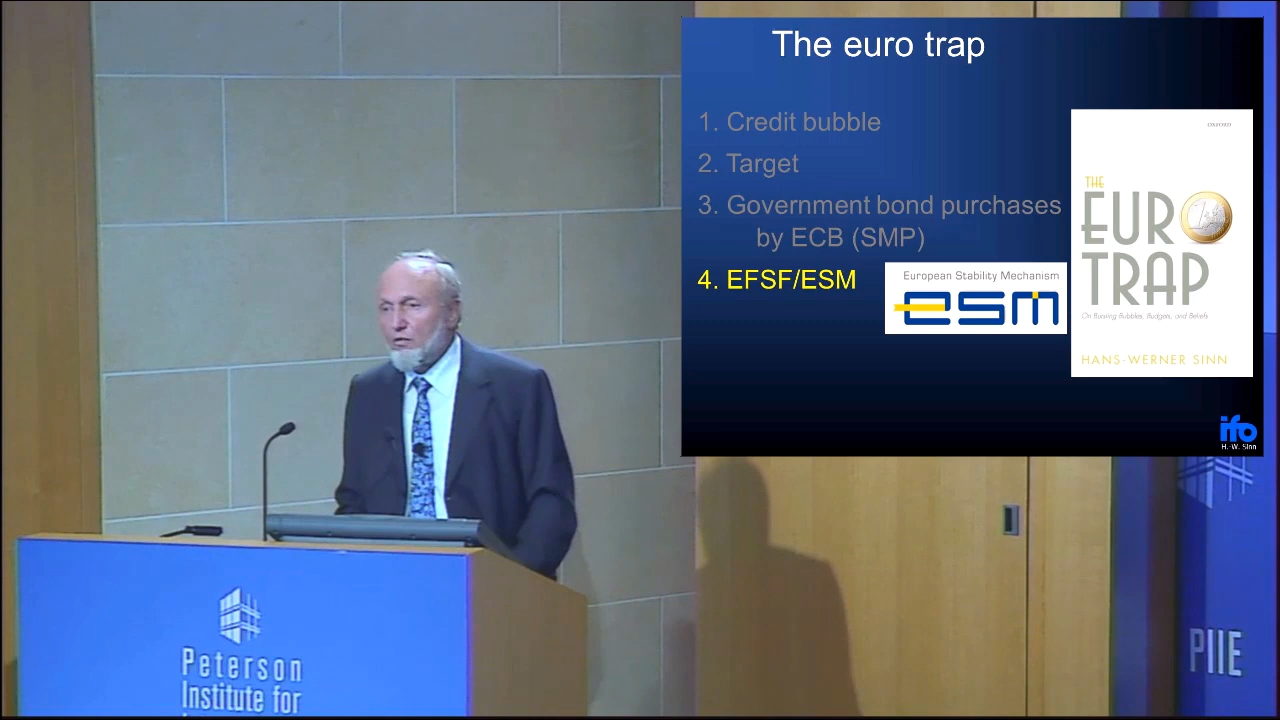 The euro trap
1. Credit bubble
2. Target
3. Government bond purchases
by ECB (SMP)
4. EFSF/ESM
European Stability Mechanism
esm
OXFORD
THE
EURO
TRAP
On Bursting Bubbles, Budgets, and Beliefs
HANS-WERNER SINN
ifo
H.-W. Sinn
Peterson
Institute for
PIIE